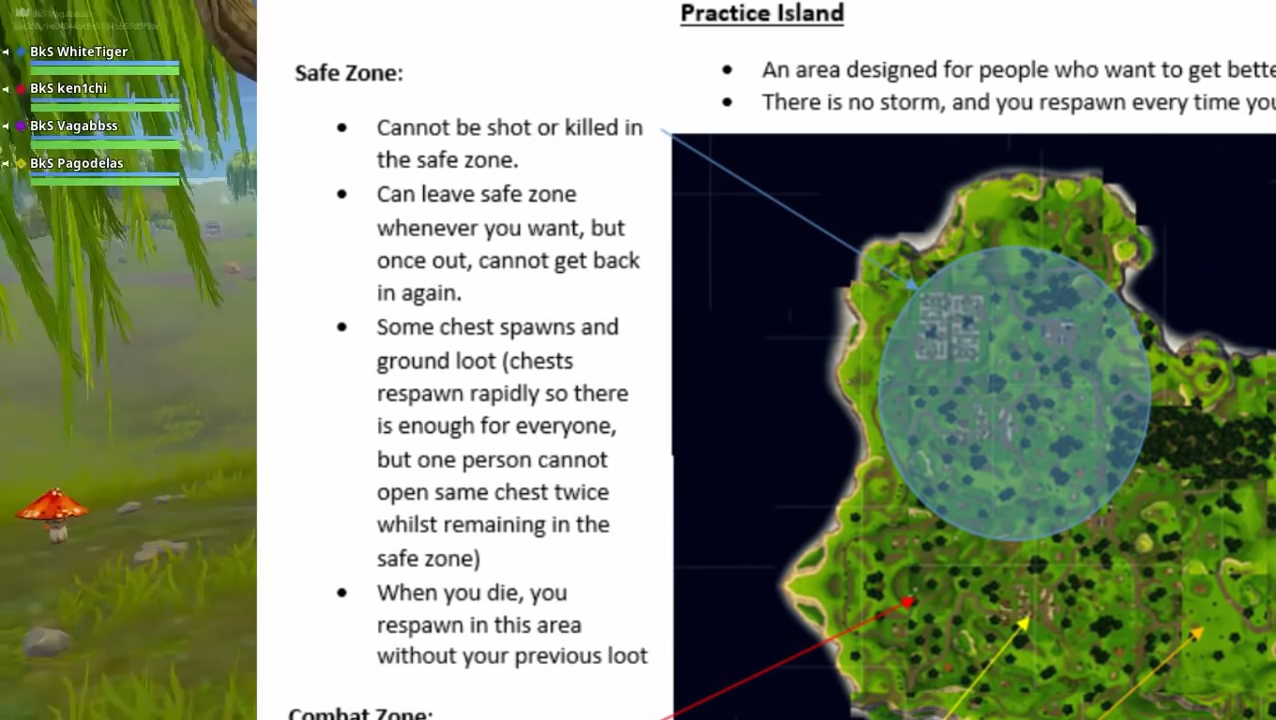 BkS WhiteTiger
BkS ken1chi
BkS Vagabbss
BkS Pagodelas
Practice Island
Safe Zone:
• An area designed for people who want to get bette
• There is no storm, and you respawn every time you
• Cannot be shot or killed in
the safe zone.
• Can leave safe zone
whenever you want, but
once out, cannot get back
in again.
• Some chest spawns and
ground loot (chests
respawn rapidly so there
is enough for everyone,
but one person cannot
open same chest twice
whilst remaining in the
safe zone)
• When you die, you
respawn in this area
without your previous loot
Combat Zone: